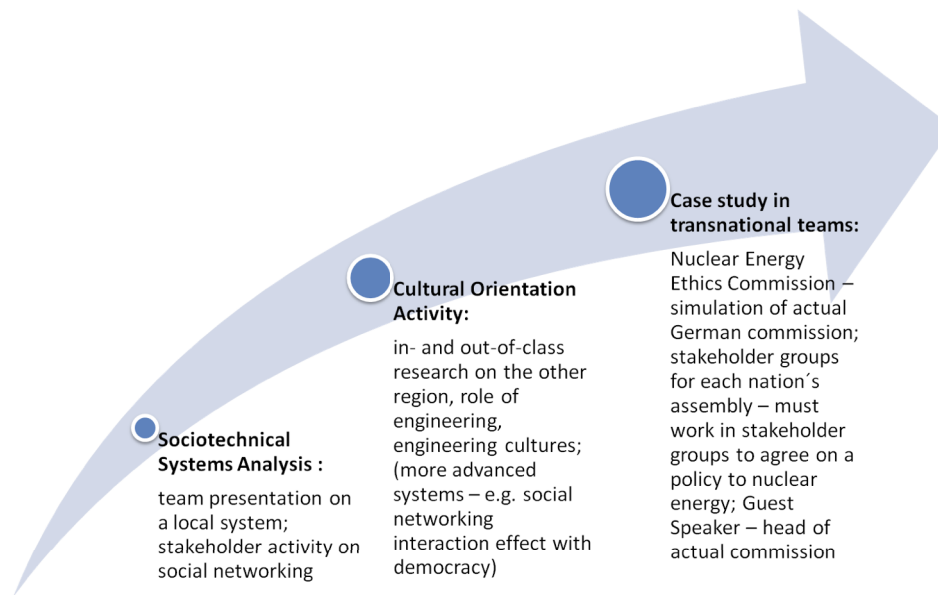 Sociotechnical
Systems Analysis :
team presentation on
a local system;
stakeholder activity on
social networking
Cultural Orientation
Activity:
in- and out-of-class
research on the other
region, role of
engineering,
engineering cultures;
(more advanced
systems – e.g. social
networking
interaction effect with
democracy)
Case study in
transnational teams:
Nuclear Energy
Ethics Commission –
simulation of actual
German commission;
stakeholder groups
for each nation´s
assembly – must
work in stakeholder
groups to agree on a
policy to nuclear
energy; Guest
Speaker – head of
actual commission